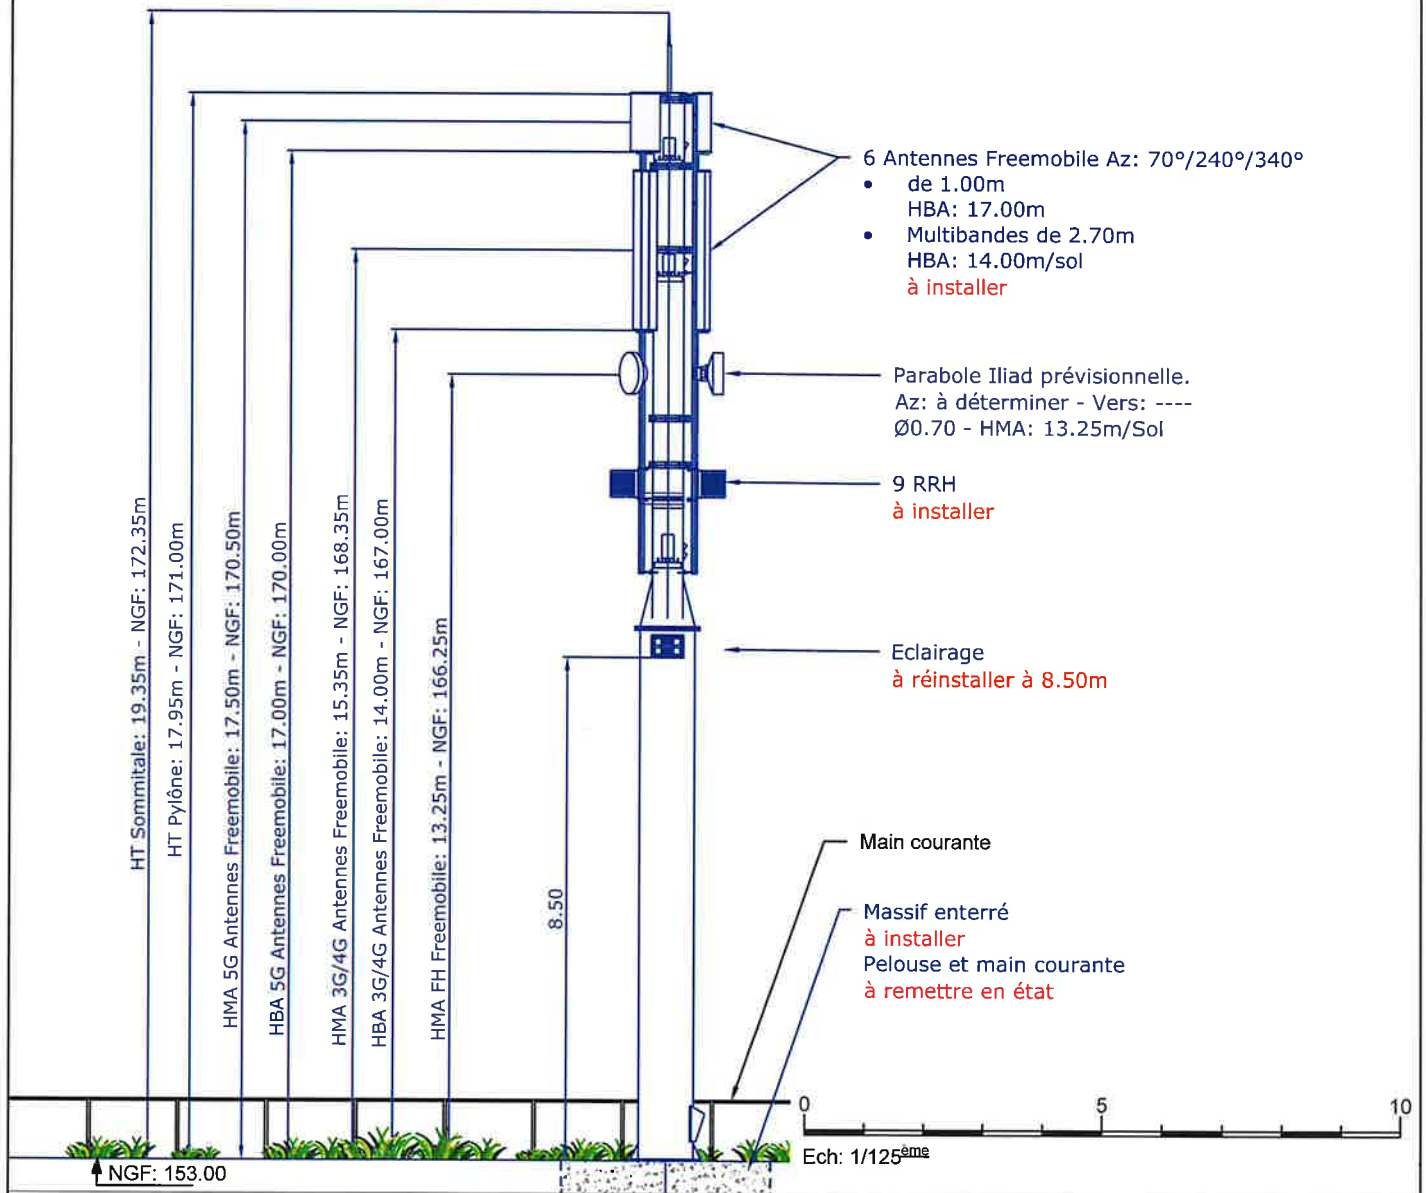 HT Sommitale: 19.35m - NGF: 172.35m
HT Pylône: 17.95m - NGF: 171.00m
HMA 5G Antennes Freemobile: 17.50m - NGF: 170.50m
HBA 5G Antennes Freemobile: 17.00m - NGF: 170.00m
HMA 3G/4G Antennes Freemobile: 15.35m - NGF: 168.35m
HBA 3G/4G Antennes Freemobile: 14.00m - NGF: 167.00m
HMA FH Freemobile: 13.25m - NGF: 166.25m
8.50
6 Antennes Freemobile Az: 70°/240°/340°
• de 1.00m
HBA: 17.00m
• Multibandes de 2.70m
HBA: 14.00m/sol
à installer
Parabole Iliad prévisionnelle.
Az: à déterminer - Vers: ----
Ø0.70 - HMA: 13.25m/Sol
9 RRH
à installer
Eclairage
à réinstaller à 8.50m
Main courante
Massif enterré
à installer
Pelouse et main courante
à remettre en état
0 5 10
Ech: 1/125ème
NGF: 153.00